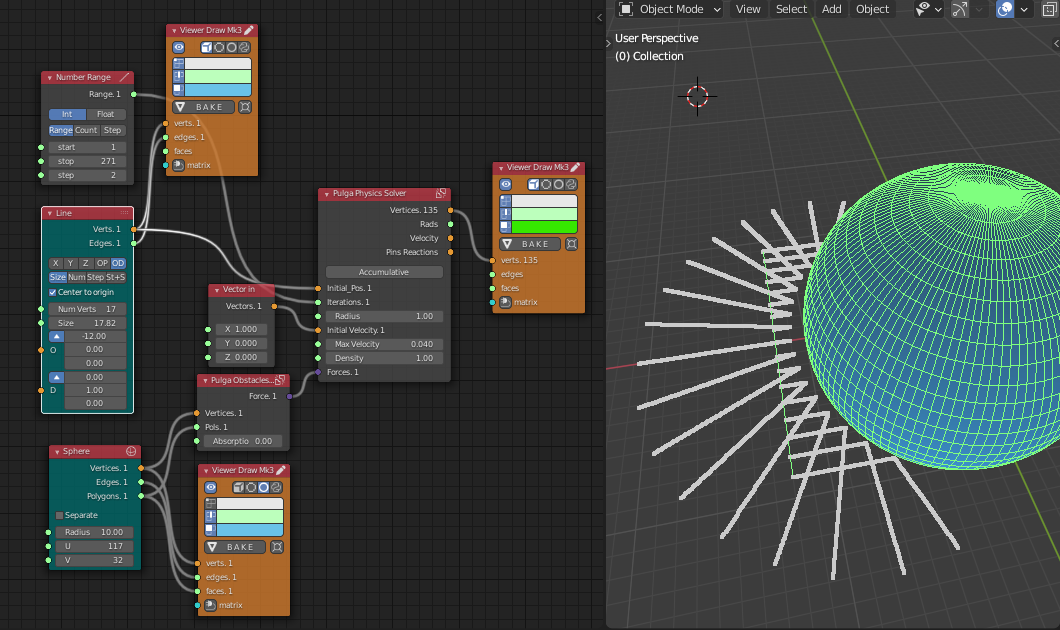 Viewer Draw Mk3
BAKE
verts. 1
edges. 1
faces
matrix
Number Range
Range. 1
Int Float
Range Count Step
start 1
stop 271
step 2
Line
Verts. 1
Edges. 1
X Y Z OP OD
Size Num Step St+S
Center to origin
Num Verts 17
Size 17.82
-12.00
O 0.00
0.00
0.00
D 1.00
0.00
Vector in
Vectors. 1
X 1.000
Y 0.000
Z 0.000
Pulga Physics Solver
Vertices. 135
Rads
Velocity
Pins Reactions
Accumulative
Initial_Pos. 1
Iterations. 1
Radius 1.00
Initial Velocity. 1
Max Velocity 0.040
Density 1.00
Forces. 1
Viewer Draw Mk3
BAKE
verts. 135
edges
faces
matrix
Pulga Obstacles...
Force. 1
Vertices. 1
Pols. 1
Absorptio 0.00
Sphere
Vertices. 1
Edges. 1
Polygons. 1
Separate
Radius 10.00
U 117
V 32
Viewer Draw Mk3
BAKE
verts. 1
edges. 1
faces. 1
matrix
Object Mode View Select Add Object
User Perspective
(0) Collection